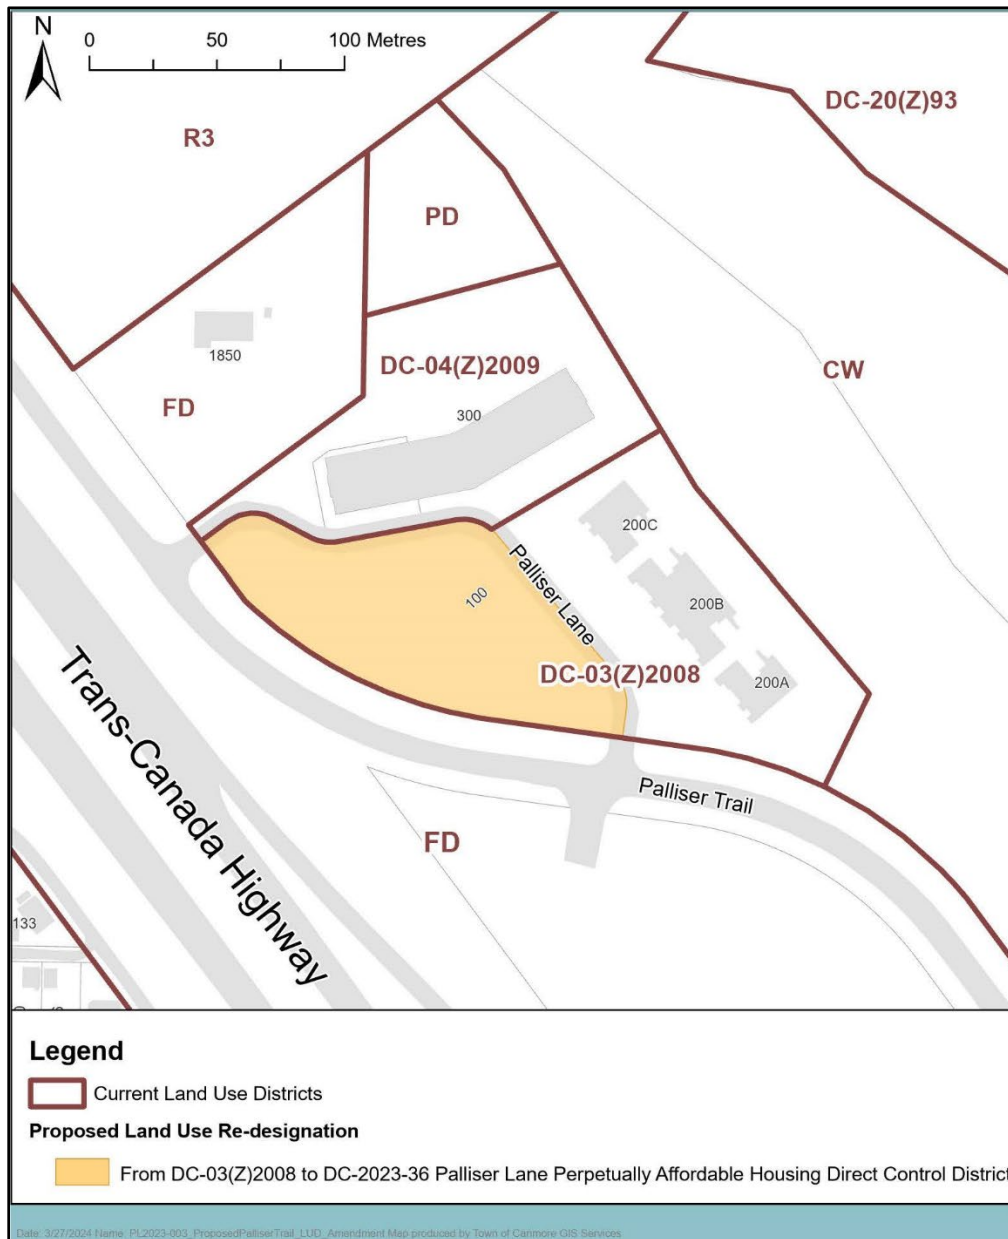 N
0 50 100 Metres
R3
DC-20(Z)93
PD
1850
FD
DC-04(Z)2009
300
CW
200C
200B
200A
100
Palliser Lane
DC-03(Z)2008
Trans-Canada Highway
Palliser Trail
FD
133
Legend
Current Land Use Districts
Proposed Land Use Re-designation
From DC-03(Z)2008 to DC-2023-36 Palliser Lane Perpetually Affordable Housing Direct Control District
Date: 3/27/2024 Name: PL2023-003_ProposedPalliserTrail_LUD_Amendment Map produced by Town of Canmore GIS Services